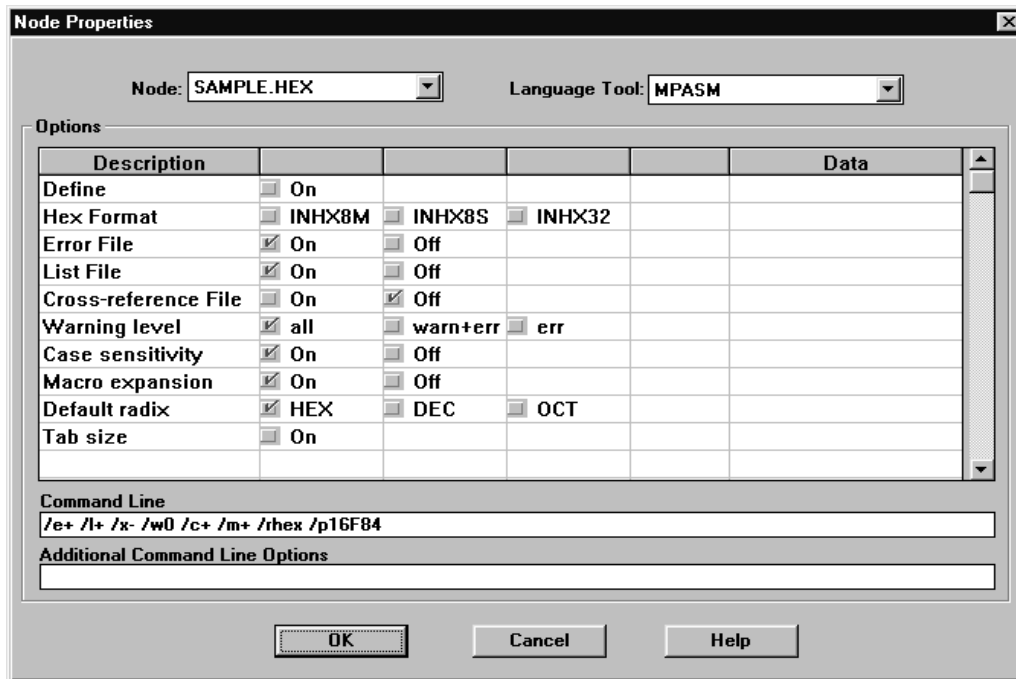 Node Properties
Node: SAMPLE.HEX Language Tool: MPASM
Options
Description Data
Define On
Hex Format INHX8M INHX8S INHX32
Error File On Off
List File On Off
Cross-reference File On Off
Warning level all warn+err err
Case sensitivity On Off
Macro expansion On Off
Default radix HEX DEC OCT
Tab size On
Command Line
/e+ /l+ /x- /w0 /c+ /m+ /rhex /p16F84
Additional Command Line Options
OK Cancel Help